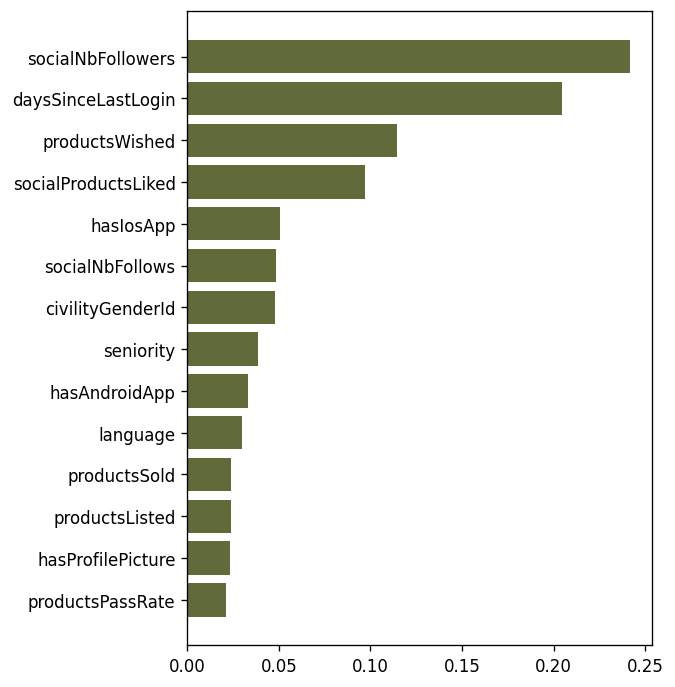 socialNbFollowers
daysSinceLastLogin
productsWished
socialProductsLiked
hasIosApp
socialNbFollows
civilityGenderId
seniority
hasAndroidApp
language
productsSold
productsListed
hasProfilePicture
productsPassRate
0.00 0.05 0.10 0.15 0.20 0.25